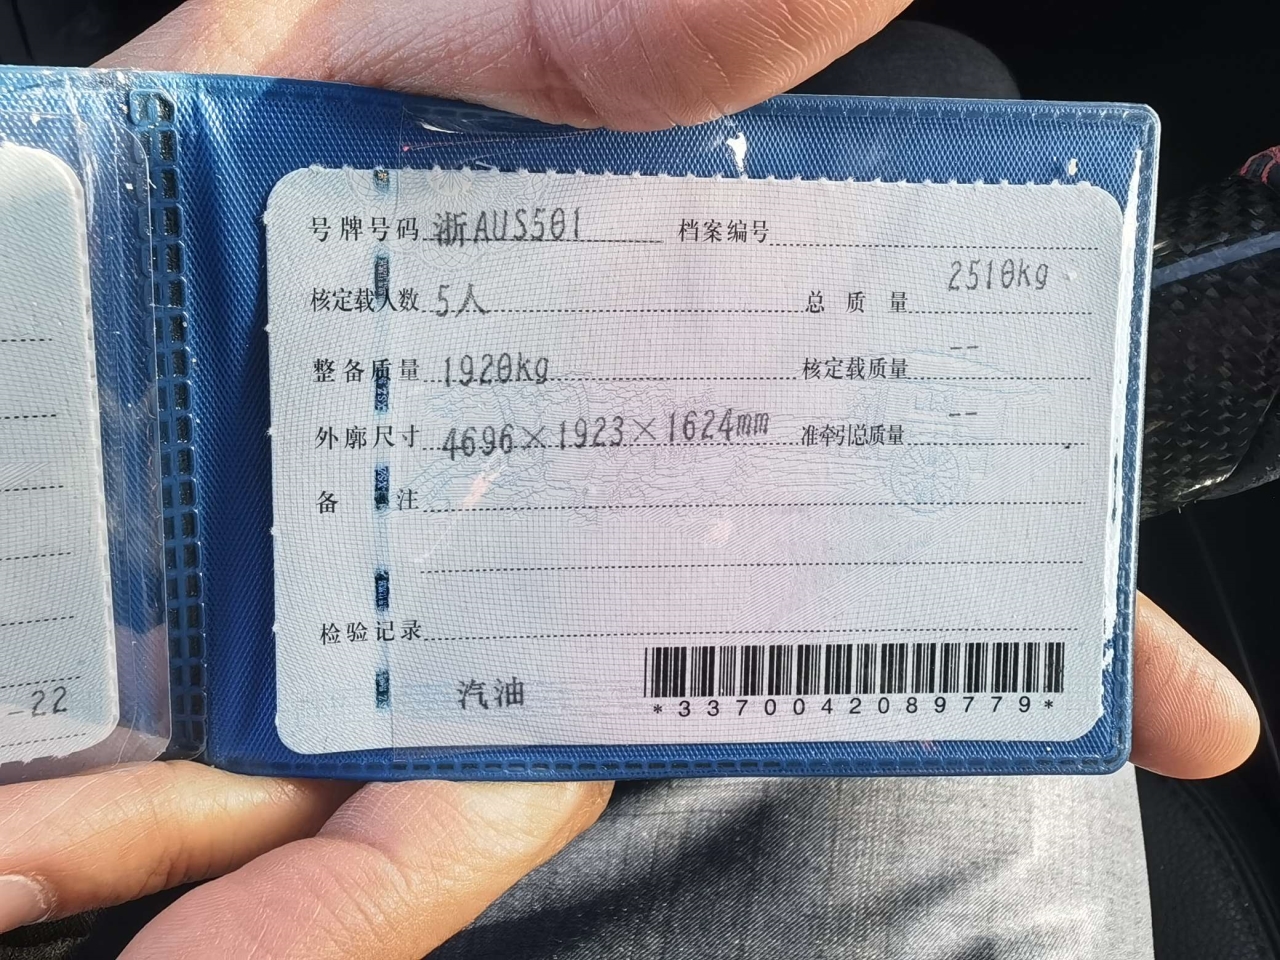 号牌号码 浙AUS501 档案编号
核定载人数 5人 总质量 2510kg
整备质量 1920kg 核定载质量 --
外廓尺寸 4696×1923×1624mm 准牵引总质量 --
备注
检验记录
汽油
*3370042089779*
-22